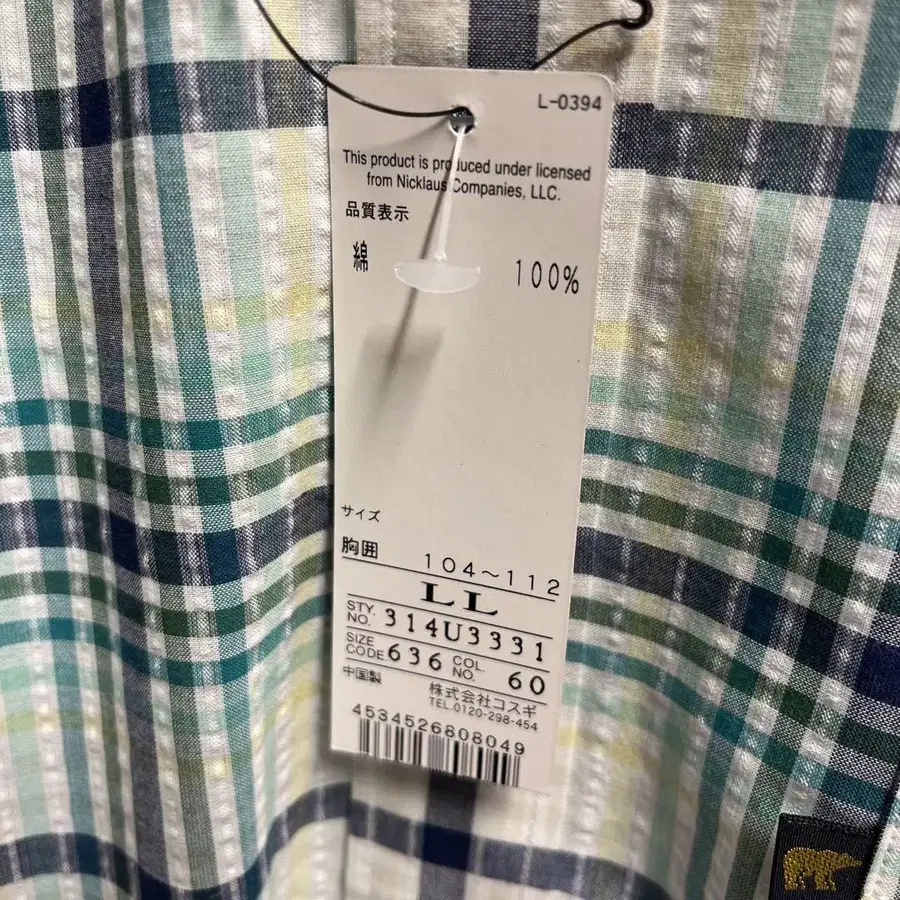 L-0394
This product is produced under licensed
from Nicklaus Companies, LLC.
品質表示
綿 100%
サイズ
胸囲 104～112
LL
STY. NO. 314U3331
SIZE CODE 636 COL. NO. 60
中国製 株式会社コスギ
TEL.0120-298-454
4534526808049